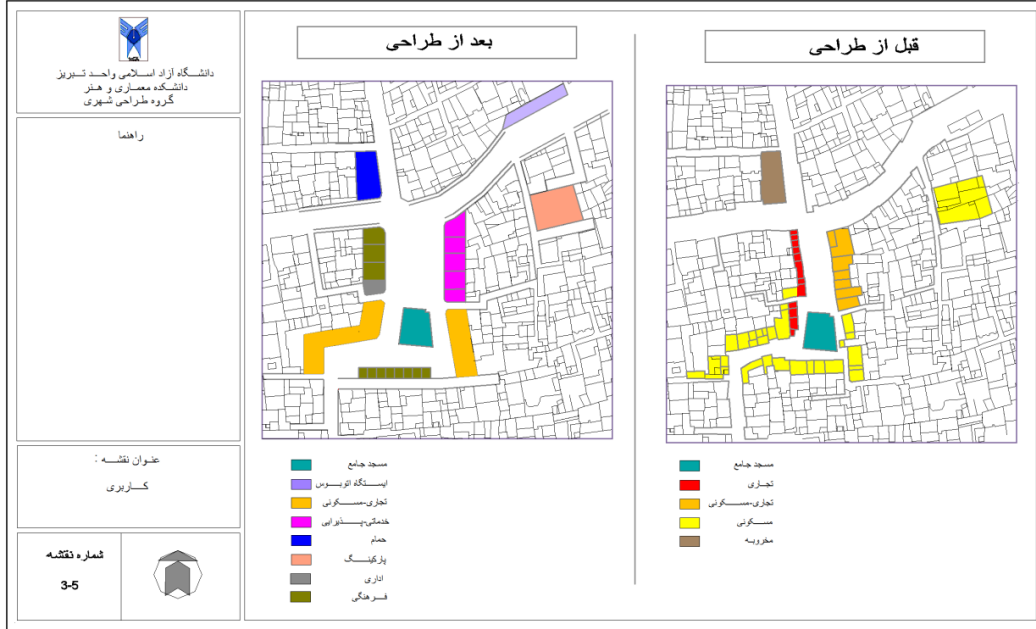 قبل از طراحی
مسجد جامع
تجاری
تجاری-مسکونی
مسکونی
مخروبه
بعد از طراحی
مسجد جامع
ایستگاه اتوبوس
تجاری-مسکونی
خدماتی-پذیرایی
حمام
پارکینگ
اداری
فرهنگی
دانشگاه آزاد اسلامی واحد تبریز
دانشکده معماری و هنر
گروه طراحی شهری
راهنما
عنوان نقشه :
کاربری
شماره نقشه
3-5